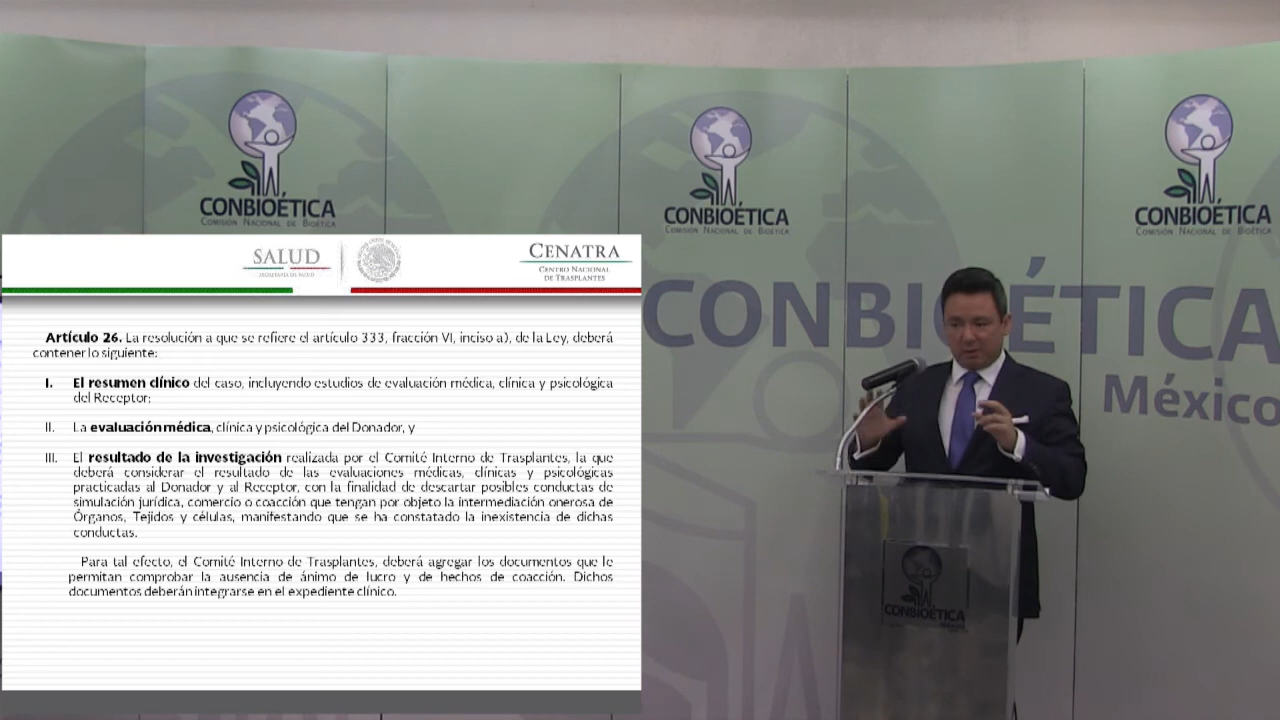 CONBIOÉTICA
COMISIÓN NACIONAL DE BIOÉTICA
CONBIOÉTICA
COMISIÓN NACIONAL DE BIOÉTICA
CONBIOÉTICA
COMISIÓN NACIONAL DE BIOÉTICA
SALUD
SECRETARÍA DE SALUD
CENATRA
CENTRO NACIONAL
DE TRASPLANTES
CONBIOÉTICA
México
Artículo 26. La resolución a que se refiere el artículo 333, fracción VI, inciso a), de la Ley, deberá
contener lo siguiente:
I. El resumen clínico del caso, incluyendo estudios de evaluación médica, clínica y psicológica
del Receptor;
II. La evaluación médica, clínica y psicológica del Donador, y
III. El resultado de la investigación realizada por el Comité Interno de Trasplantes, la que
deberá considerar el resultado de las evaluaciones médicas, clínicas y psicológicas
practicadas al Donador y al Receptor, con la finalidad de descartar posibles conductas de
simulación jurídica, comercio o coacción que tengan por objeto la intermediación onerosa de
Órganos, Tejidos y células, manifestando que se ha constatado la inexistencia de dichas
conductas.
Para tal efecto, el Comité Interno de Trasplantes, deberá agregar los documentos que le
permitan comprobar la ausencia de ánimo de lucro y de hechos de coacción. Dichos
documentos deberán integrarse en el expediente clínico.
CONBIOÉTICA